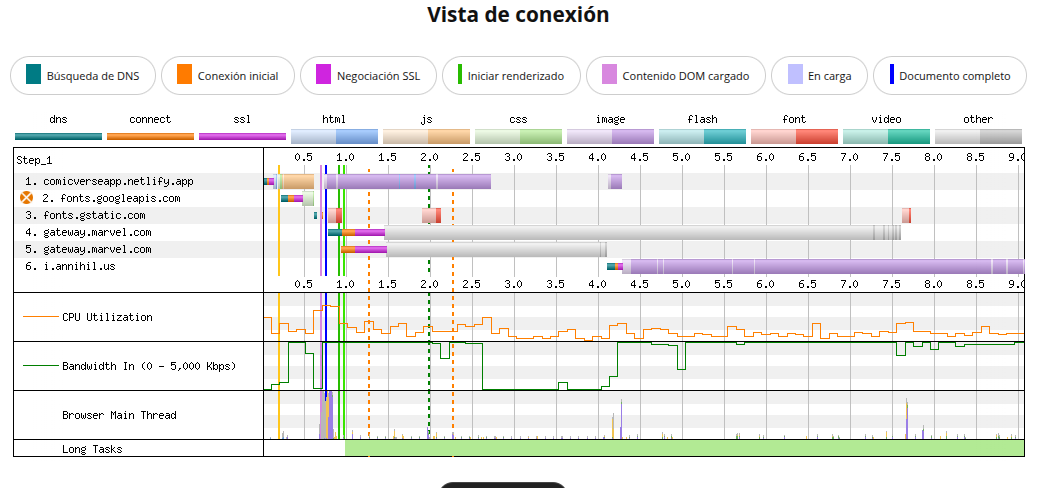 Vista de conexión
Búsqueda de DNS
Conexión inicial
Negociación SSL
Iniciar renderizado
Contenido DOM cargado
En carga
Documento completo
dns connect ssl html js css image flash font video other
Step_1 0.5 1.0 1.5 2.0 2.5 3.0 3.5 4.0 4.5 5.0 5.5 6.0 6.5 7.0 7.5 8.0 8.5 9.0
1. comicverseapp.netlify.app
2. fonts.googleapis.com
3. fonts.gstatic.com
4. gateway.marvel.com
5. gateway.marvel.com
6. i.annihil.us
0.5 1.0 1.5 2.0 2.5 3.0 3.5 4.0 4.5 5.0 5.5 6.0 6.5 7.0 7.5 8.0 8.5 9.0
CPU Utilization
Bandwidth In (0 - 5,000 Kbps)
Browser Main Thread
Long Tasks